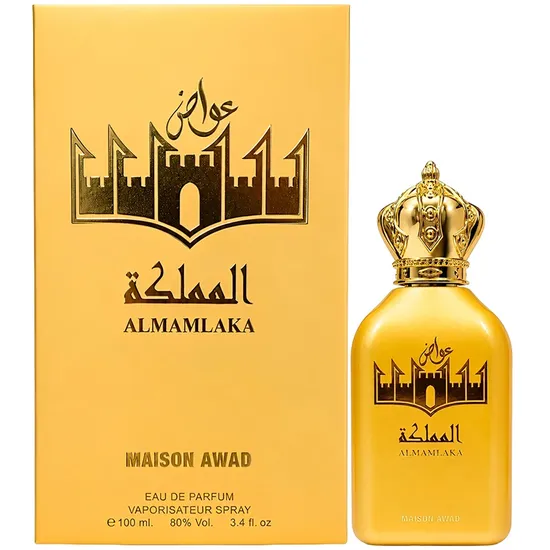 عواض
المملكة
ALMAMLAKA
MAISON AWAD
EAU DE PARFUM
VAPORISATEUR SPRAY
℮ 100 ml. 80% Vol. 3.4 fl. oz
عواض
المملكة
ALMAMLAKA
MAISON AWAD